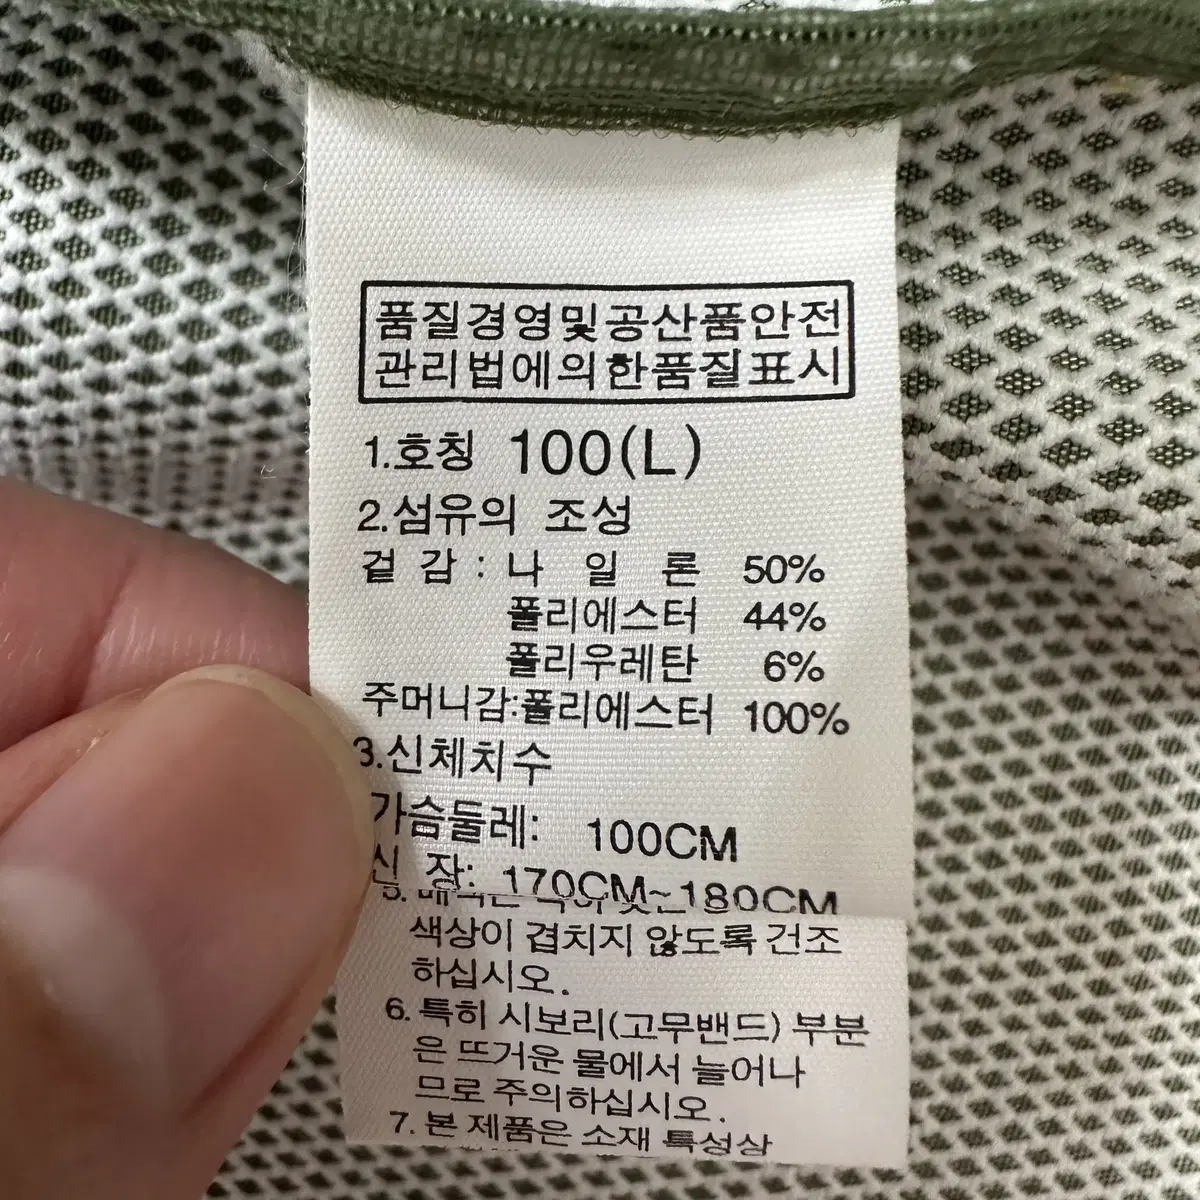 품질경영및공산품안전
관리법에의한품질표시
1.호칭 100(L)
2.섬유의 조성
겉 감 : 나 일 론 50%
폴리에스터 44%
폴리우레탄 6%
주머니감:폴리에스터 100%
3.신체치수
가슴둘레: 100CM
신 장: 170CM~180CM
색상이 겹치지 않도록 건조
하십시오.
6. 특히 시보리(고무밴드) 부분
은 뜨거운 물에서 늘어나
므로 주의하십시오.
7. 본 제품은 소재 특성상